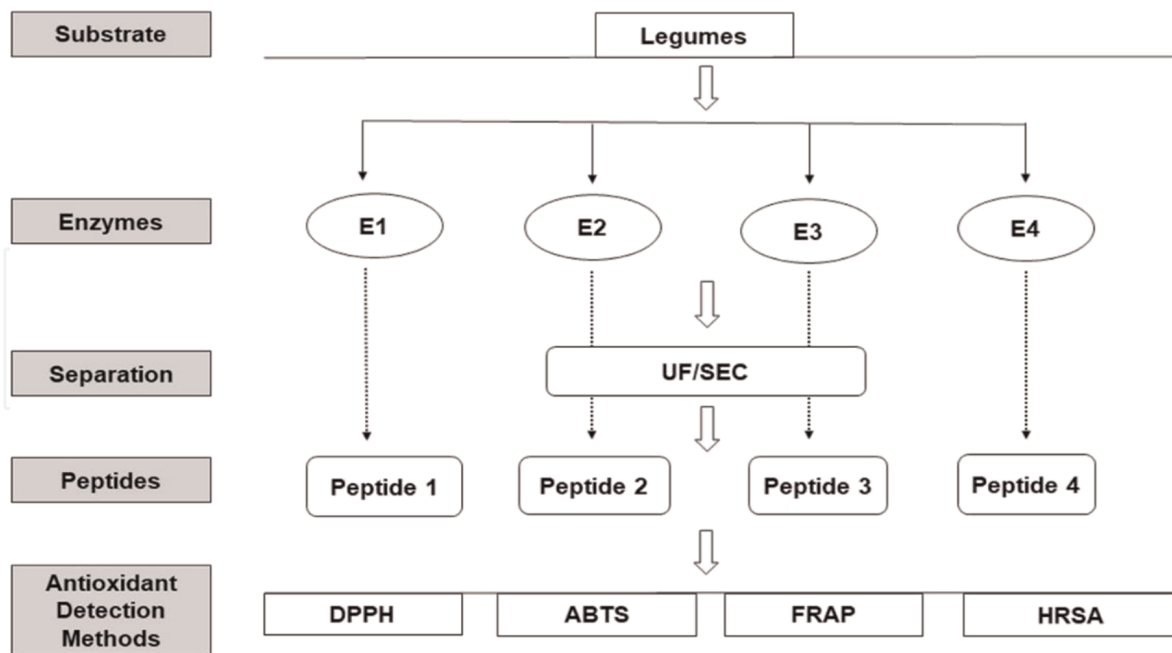 Substrate
Legumes
Enzymes
E1
E2
E3
E4
Separation
UF/SEC
Peptides
Peptide 1
Peptide 2
Peptide 3
Peptide 4
Antioxidant
Detection
Methods
DPPH
ABTS
FRAP
HRSA